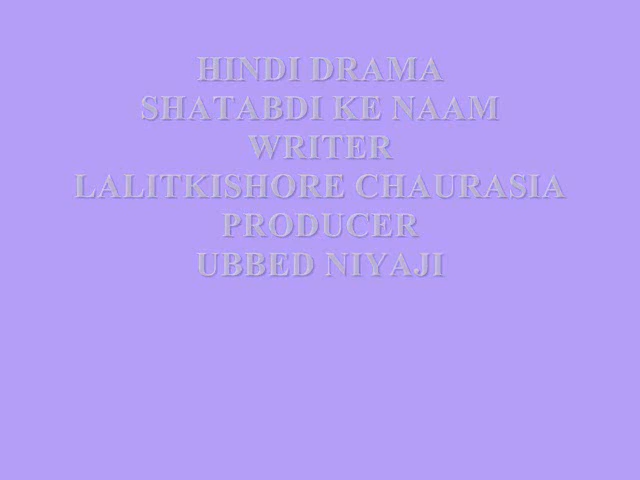 HINDI DRAMA
SHATABDI KE NAAM
WRITER
LALITKISHORE CHAURASIA
PRODUCER
UBBED NIYAJI